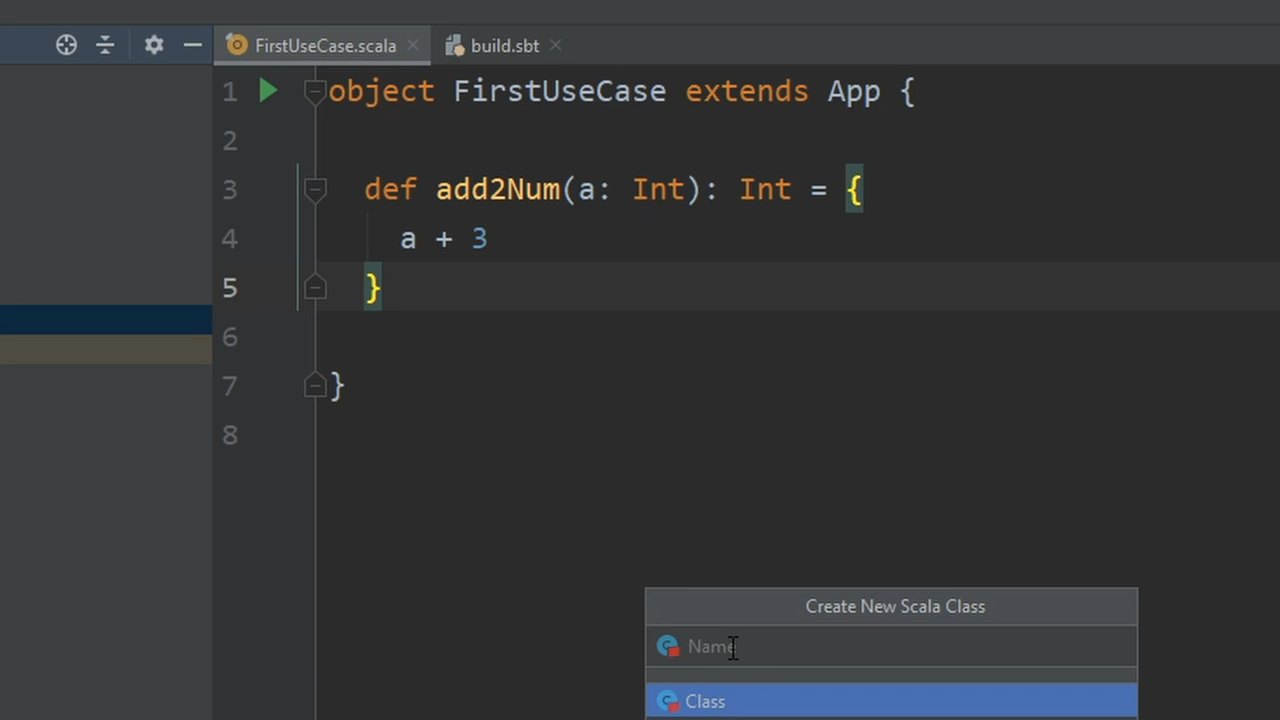 FirstUseCase.scala build.sbt
1 object FirstUseCase extends App {
2
3 def add2Num(a: Int): Int = {
4 a + 3
5 }
6
7 }
8
Create New Scala Class
Name
Class